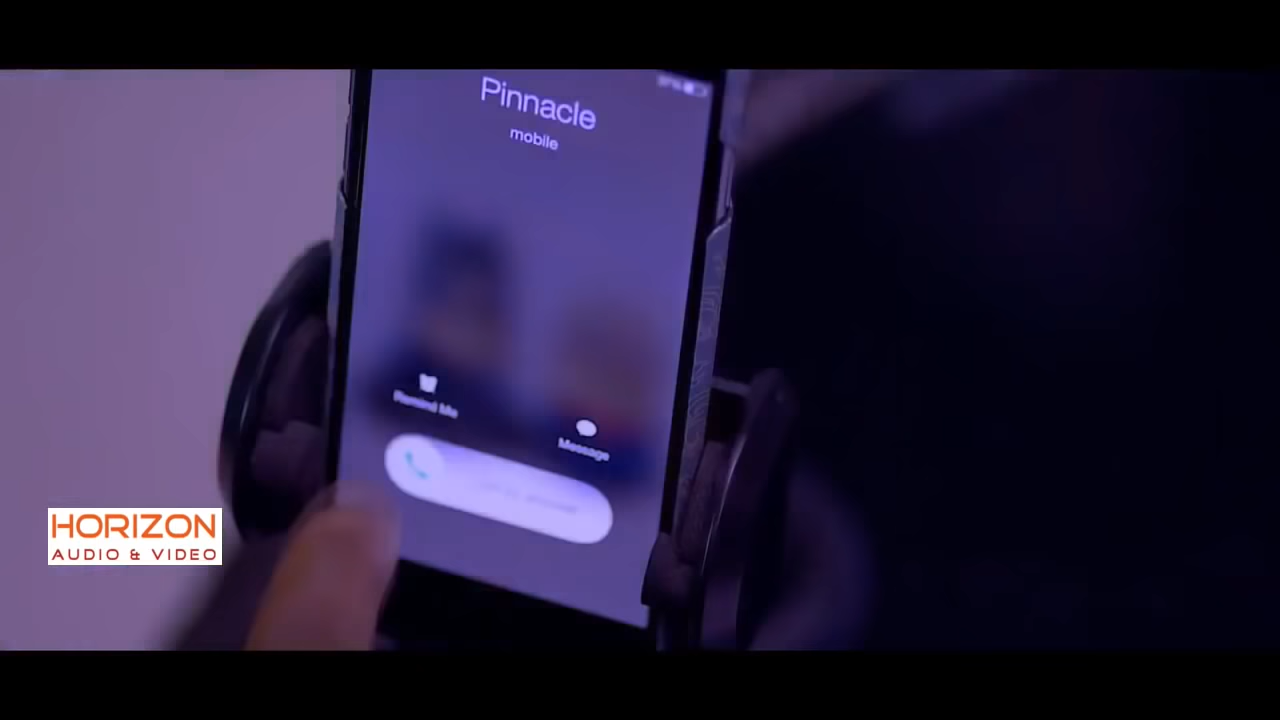 Pinnacle
mobile
Remind Me
Message
HORIZON
AUDIO & VIDEO